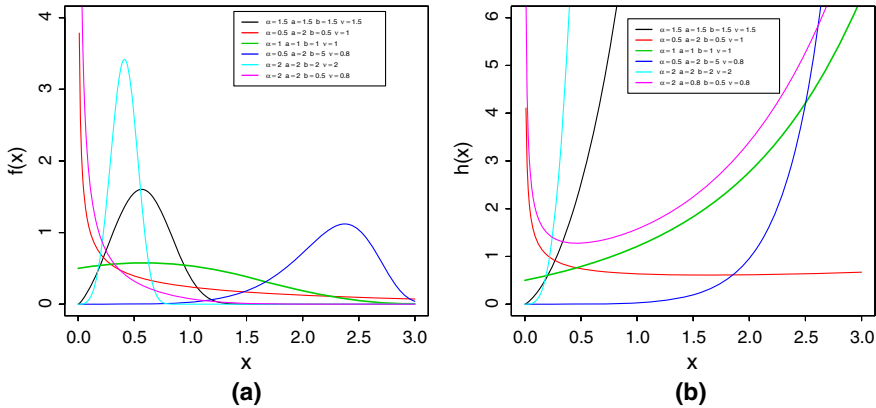 f(x)
4
3
2
1
0
α=1.5 a=1.5 b=1.5 v=1.5
α=0.5 a=2 b=0.5 v=1
α=1 a=1 b=1 v=1
α=0.5 a=2 b=5 v=0.8
α=2 a=2 b=2 v=2
α=2 a=2 b=0.5 v=0.8
0.0 0.5 1.0 1.5 2.0 2.5 3.0
x
(a)
h(x)
6
5
4
3
2
1
0
α=1.5 a=1.5 b=1.5 v=1.5
α=0.5 a=2 b=0.5 v=1
α=1 a=1 b=1 v=1
α=0.5 a=2 b=5 v=0.8
α=2 a=2 b=2 v=2
α=2 a=0.8 b=0.5 v=0.8
0.0 0.5 1.0 1.5 2.0 2.5 3.0
x
(b)